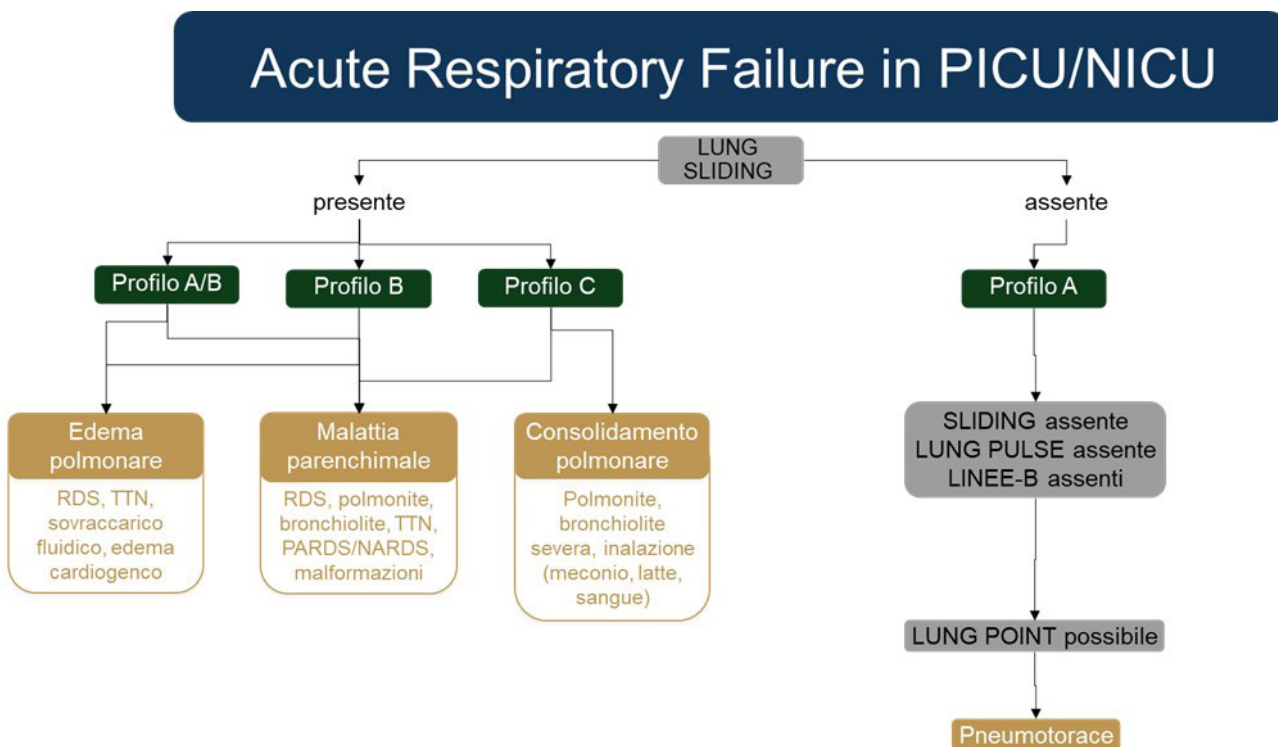 Acute Respiratory Failure in PICU/NICU
LUNG
SLIDING
presente
assente
Profilo A/B
Profilo B
Profilo C
Profilo A
Edema
polmonare
RDS, TTN,
sovraccarico
fluidico, edema
cardiogenco
Malattia
parenchimale
RDS, polmonite,
bronchiolite, TTN,
PARDS/NARDS,
malformazioni
Consolidamento
polmonare
Polmonite,
bronchiolite
severa, inalazione
(meconio, latte,
sangue)
SLIDING assente
LUNG PULSE assente
LINEE-B assenti
LUNG POINT possibile
Pneumotorace